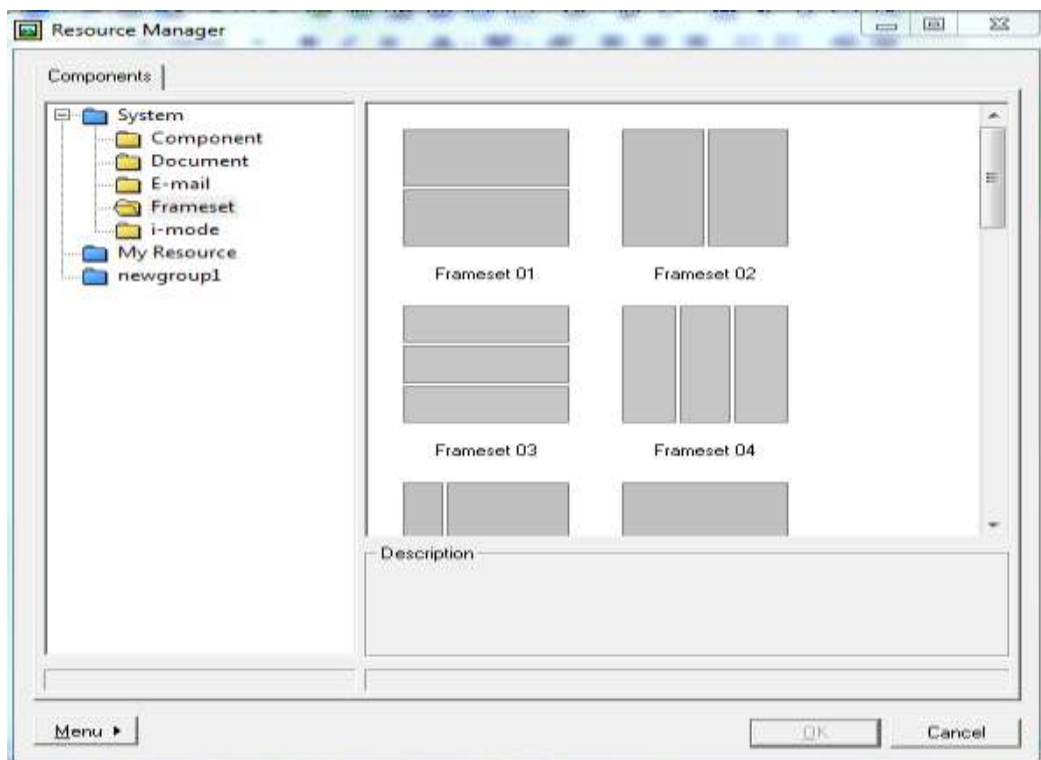 Resource Manager
Components
System
Component
Document
E-mail
Frameset
i-mode
My Resource
newgroup1
Frameset 01
Frameset 02
Frameset 03
Frameset 04
Description
Menu
OK
Cancel